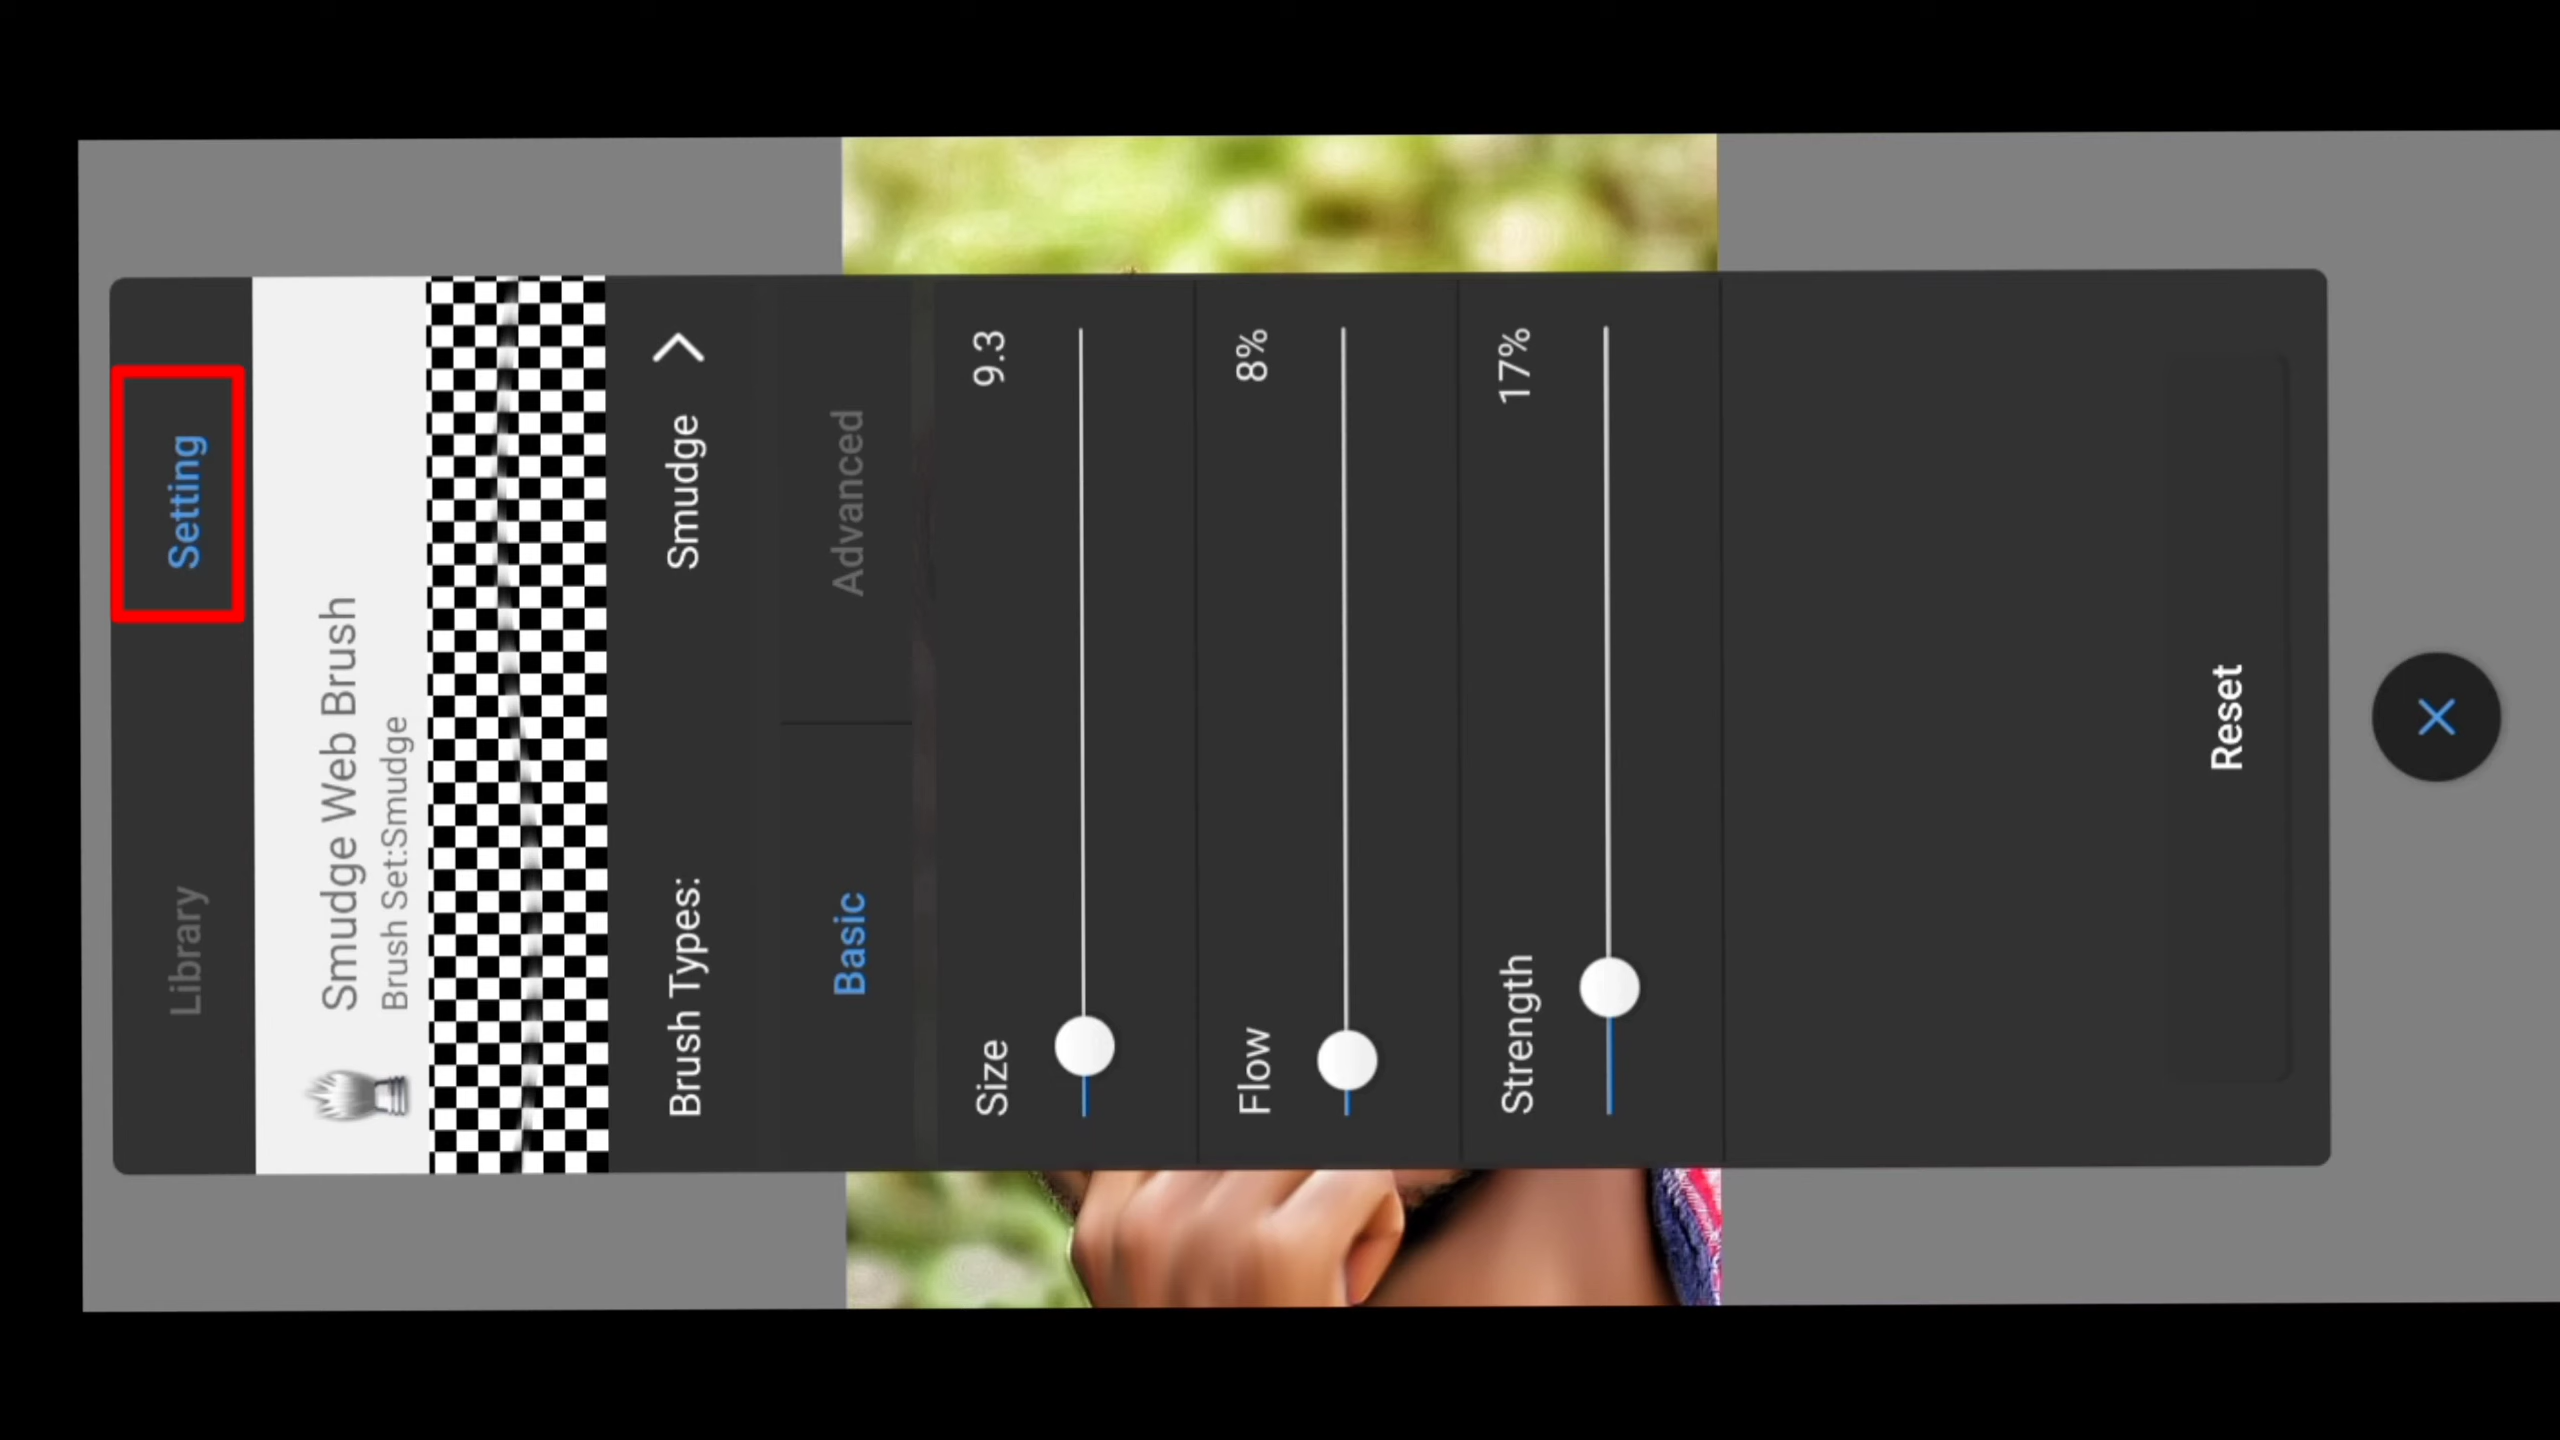 Library Setting
Smudge Web Brush
Brush Set:Smudge
Brush Types: Smudge
Basic Advanced
Size 9.3
Flow 8%
Strength 17%
Reset